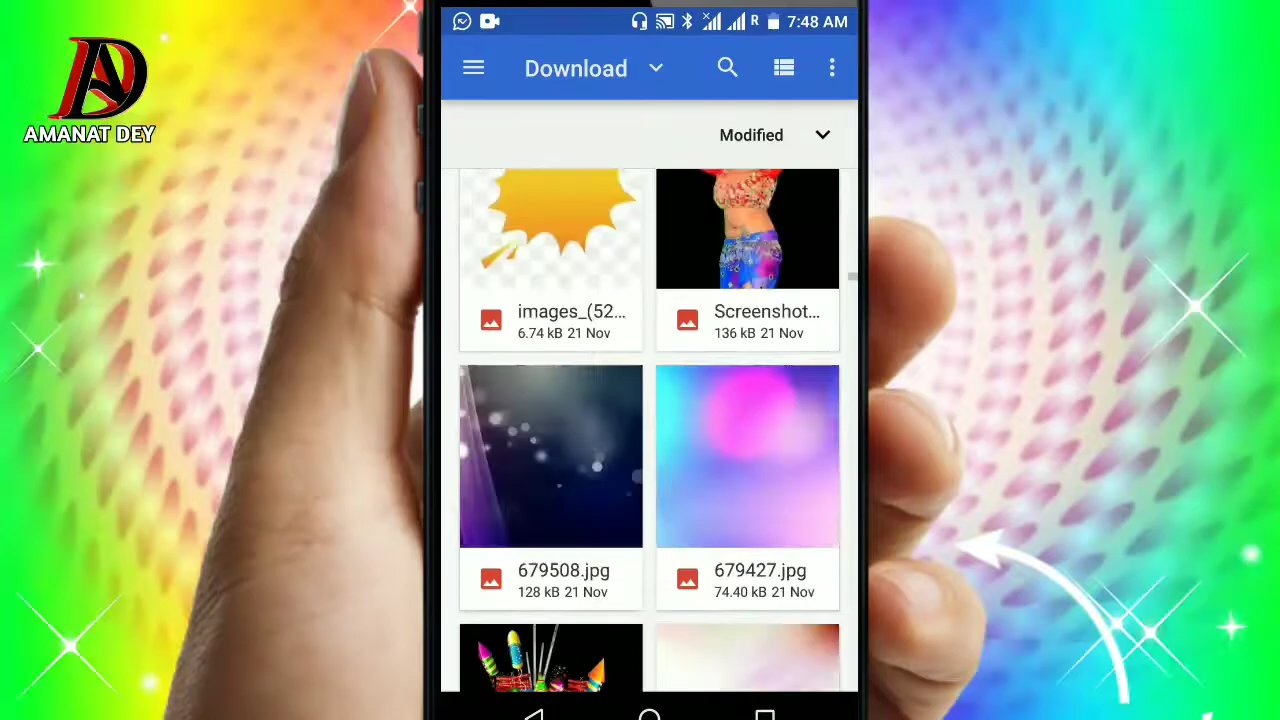 AMANAT DEY
R 7:48 AM
Download
Modified
images_(52...
6.74 kB 21 Nov
Screenshot...
136 kB 21 Nov
679508.jpg
128 kB 21 Nov
679427.jpg
74.40 kB 21 Nov